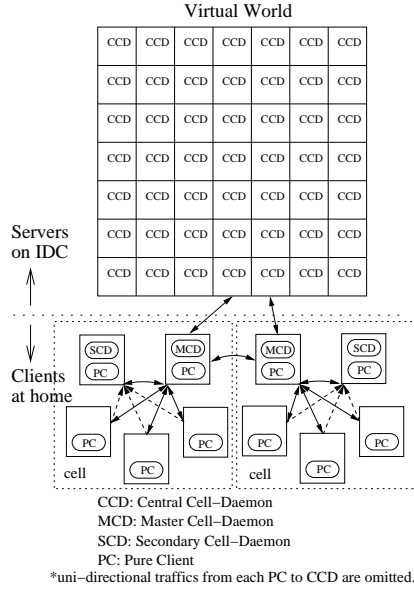 Virtual World
CCD CCD CCD CCD CCD CCD CCD
CCD CCD CCD CCD CCD CCD CCD
CCD CCD CCD CCD CCD CCD CCD
CCD CCD CCD CCD CCD CCD CCD
CCD CCD CCD CCD CCD CCD CCD
CCD CCD CCD CCD CCD CCD CCD
CCD CCD CCD CCD CCD CCD CCD
Servers
on IDC
Clients
at home
SCD MCD MCD SCD
PC PC PC PC
PC PC PC PC
PC PC
cell cell
CCD: Central Cell–Daemon
MCD: Master Cell–Daemon
SCD: Secondary Cell–Daemon
PC: Pure Client
*uni–directional traffics from each PC to CCD are omitted.